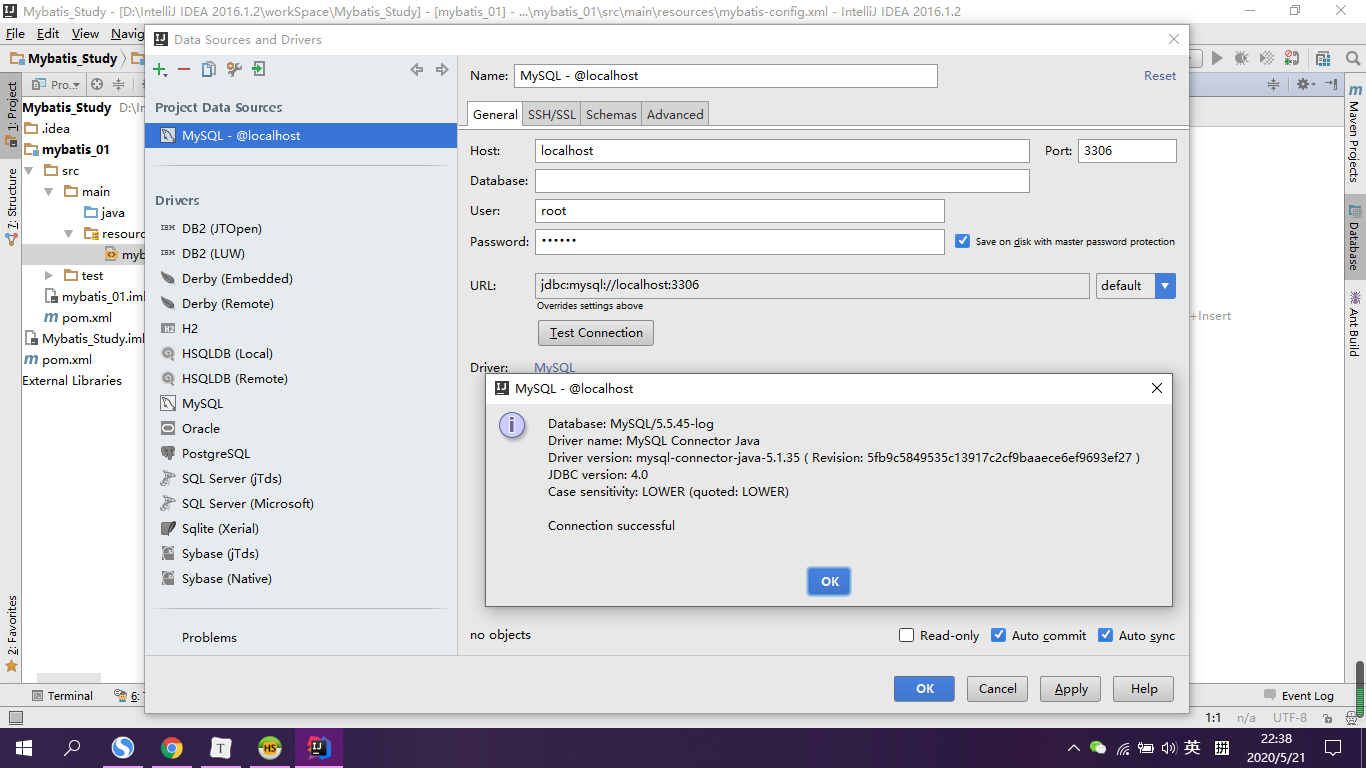 Mybatis_Study - [D:\IntelliJ IDEA 2016.1.2\workSpace\Mybatis_Study] - [mybatis_01] - ...\mybatis_01\src\main\resources\mybatis-config.xml - IntelliJ IDEA 2016.1.2
File Edit View Navig
Mybatis_Study
Data Sources and Drivers
1: Project
7: Structure
2: Favorites
Pro..
Mybatis_Study D:\In
.idea
mybatis_01
src
main
java
resourc
myb
test
mybatis_01.iml
pom.xml
Mybatis_Study.iml
pom.xml
External Libraries
Project Data Sources
MySQL - @localhost
Drivers
DB2 (JTOpen)
DB2 (LUW)
Derby (Embedded)
Derby (Remote)
H2
HSQLDB (Local)
HSQLDB (Remote)
MySQL
Oracle
PostgreSQL
SQL Server (jTds)
SQL Server (Microsoft)
Sqlite (Xerial)
Sybase (jTds)
Sybase (Native)
Problems
Name: MySQL - @localhost
Reset
General SSH/SSL Schemas Advanced
Host: localhost Port: 3306
Database:
User: root
Password: •••••• Save on disk with master password protection
URL: jdbc:mysql://localhost:3306 default
Overrides settings above
Test Connection
Driver: MySQL
MySQL - @localhost
Database: MySQL/5.5.45-log
Driver name: MySQL Connector Java
Driver version: mysql-connector-java-5.1.35 ( Revision: 5fb9c5849535c13917c2cf9baaece6ef9693ef27 )
JDBC version: 4.0
Case sensitivity: LOWER (quoted: LOWER)
Connection successful
OK
no objects
Read-only Auto commit Auto sync
OK Cancel Apply Help
+Insert
Maven Projects
Database
Ant Build
Terminal 6: T
Event Log
1:1 n/a UTF-8
英 拼
22:38
2020/5/21